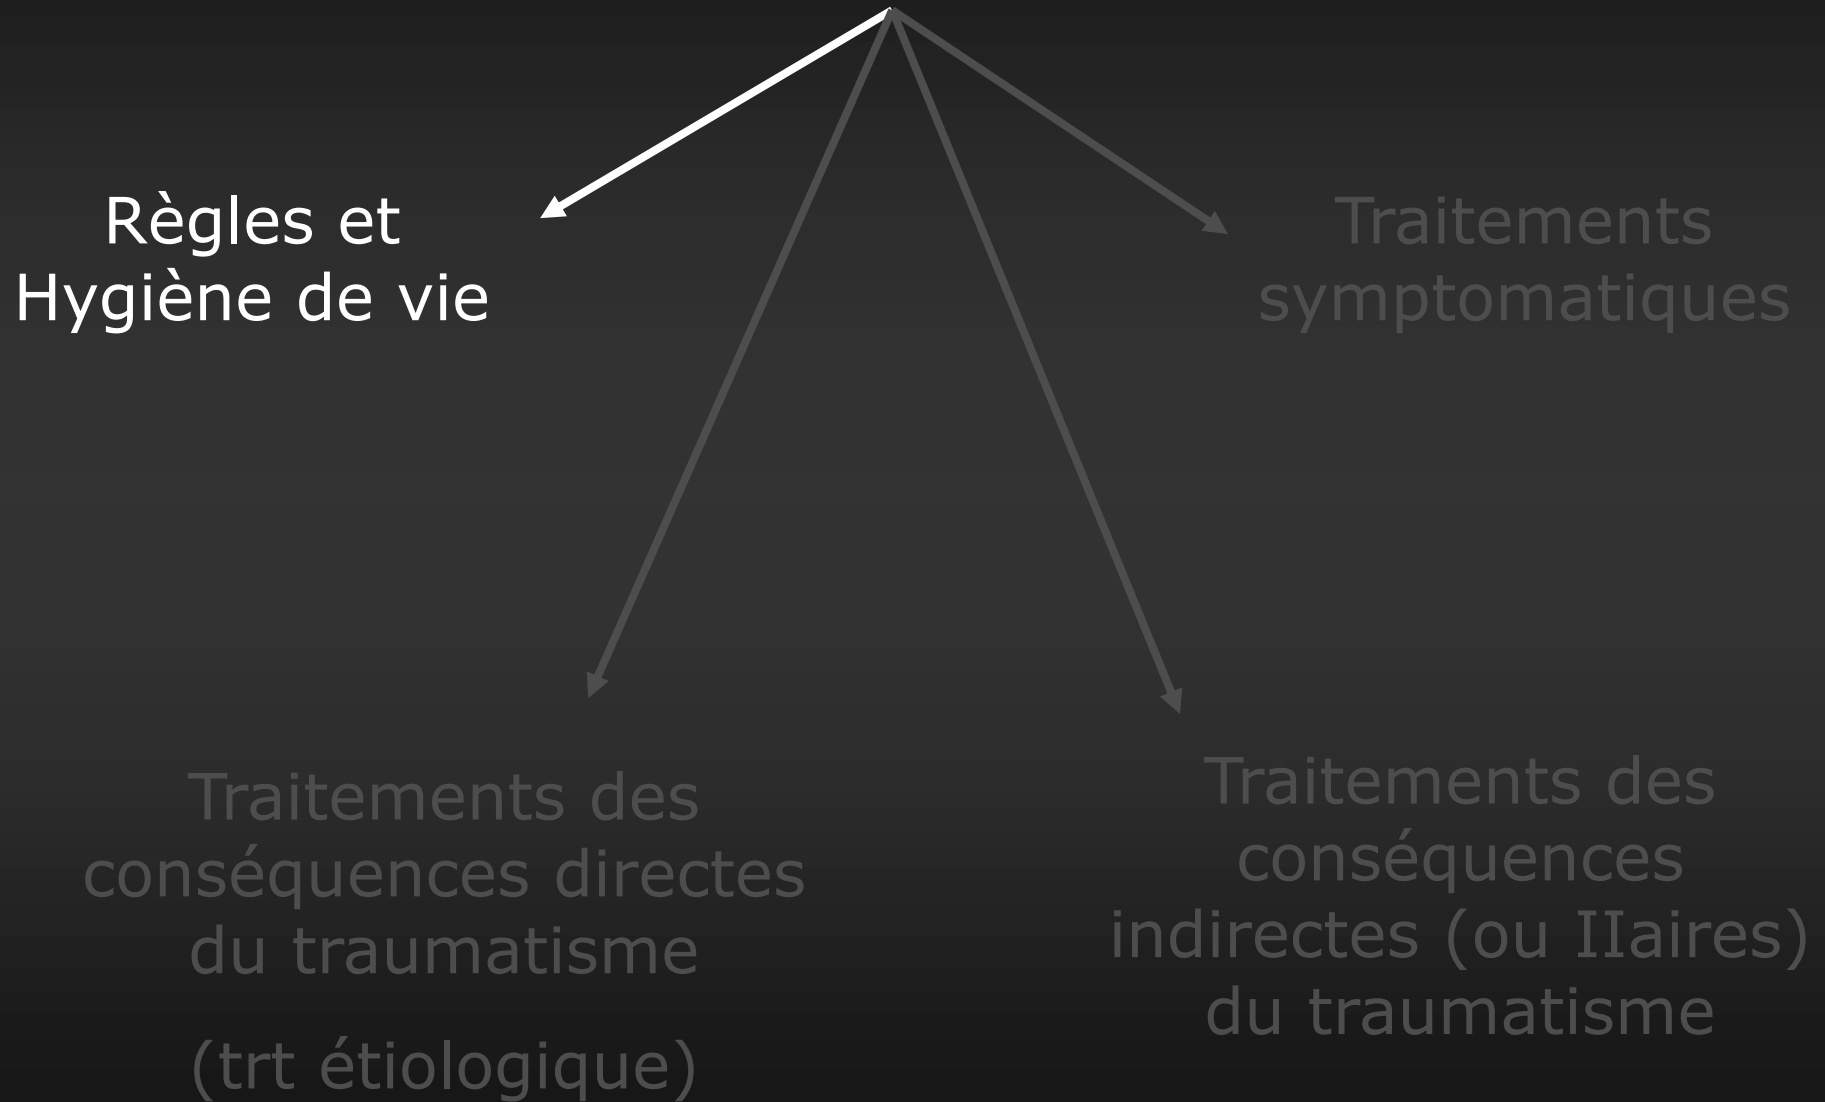 Règles et
Hygiène de vie
Traitements
symptomatiques
Traitements des
conséquences directes
du traumatisme
(trt étiologique)
Traitements des
conséquences
indirectes (ou IIaires)
du traumatisme